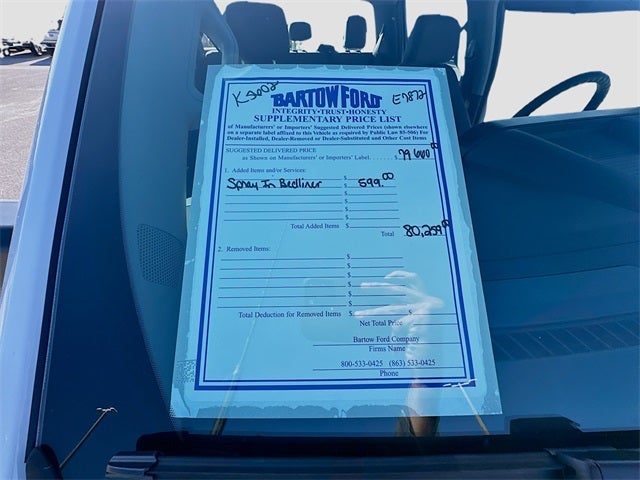 K3002 BARTOW FORD E7872
INTEGRITY•TRUST•HONESTY
SUPPLEMENTARY PRICE LIST
of Manufacturers' or Importers' Suggested Delivered Prices (shown elsewhere
on a separate label affixed to this Vehicle as required by Public Law 85-506) For
Dealer-Installed, Dealer-Removed or Dealer-Substituted and Other Cost Items
SUGGESTED DELIVERED PRICE
as Shown on Manufacturers' or Importers' Label. . . . . . . $ 79,660.00
1. Added Items and/or Services:
Spray In Bedliner $ 599.00
$
$
$
$
Total Added Items $
Total 80,259.00
2. Removed Items:
$
$
$
$
$
Total Deduction for Removed Items $
Net Total Price
Bartow Ford Company
Firms Name
800-533-0425 (863) 533-0425
Phone